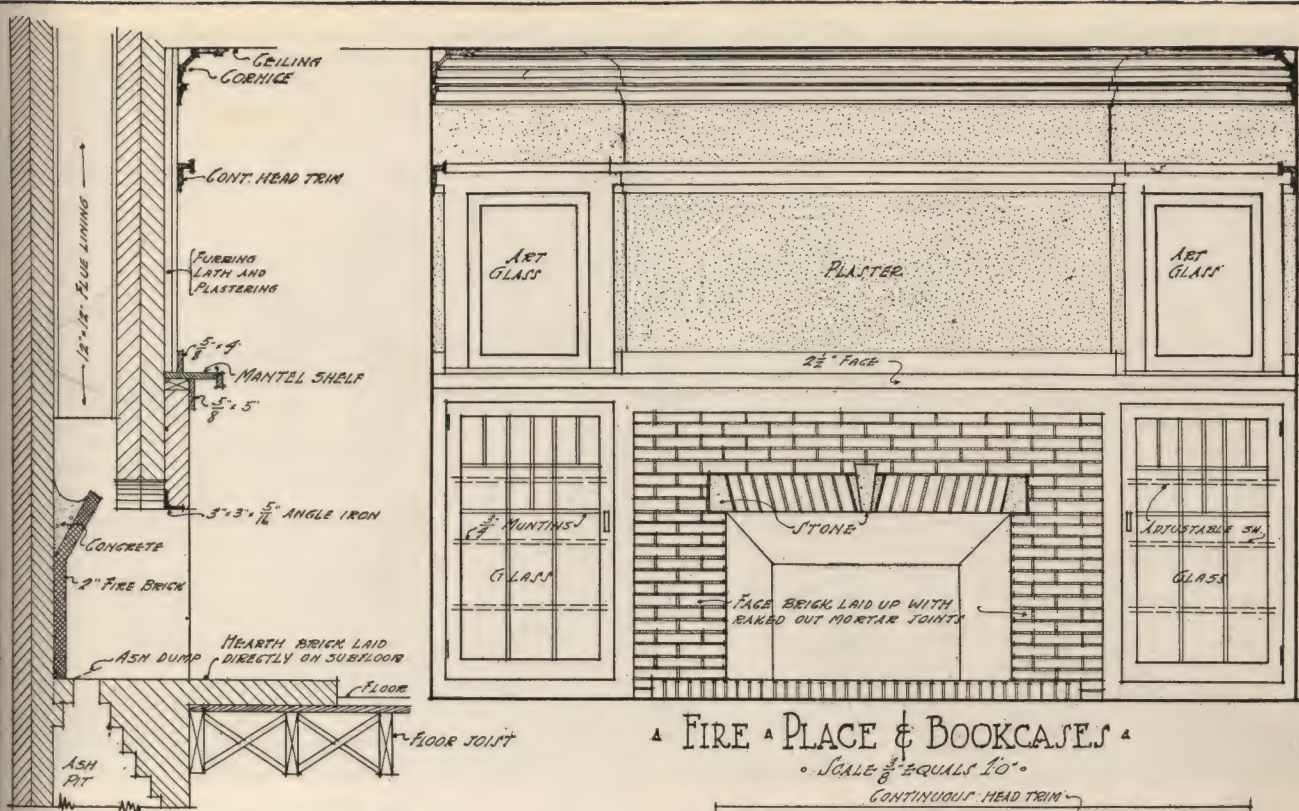 CEILING
CORNICE
CONT. HEAD TRIM
12" × 12" FLUE LINING
FURRING
LATH AND
PLASTERING
5/8" × 4"
MANTEL SHELF
5/8" × 5"
3" × 3" × 5/16" ANGLE IRON
CONCRETE
2" FIRE BRICK
ASH DUMP
HEARTH BRICK LAID
DIRECTLY ON SUBFLOOR
FLOOR
FLOOR JOIST
ASH
PIT
ART
GLASS
PLASTER
ART
GLASS
2 1/2" FACE
3/4" MUNTINS
STONE
ADJUSTABLE SH.
GLASS
GLASS
FACE BRICK LAID UP WITH
RAKED OUT MORTAR JOINTS
FIRE PLACE & BOOKCASES
SCALE 3/8" EQUALS 1'0"
CONTINUOUS HEAD TRIM